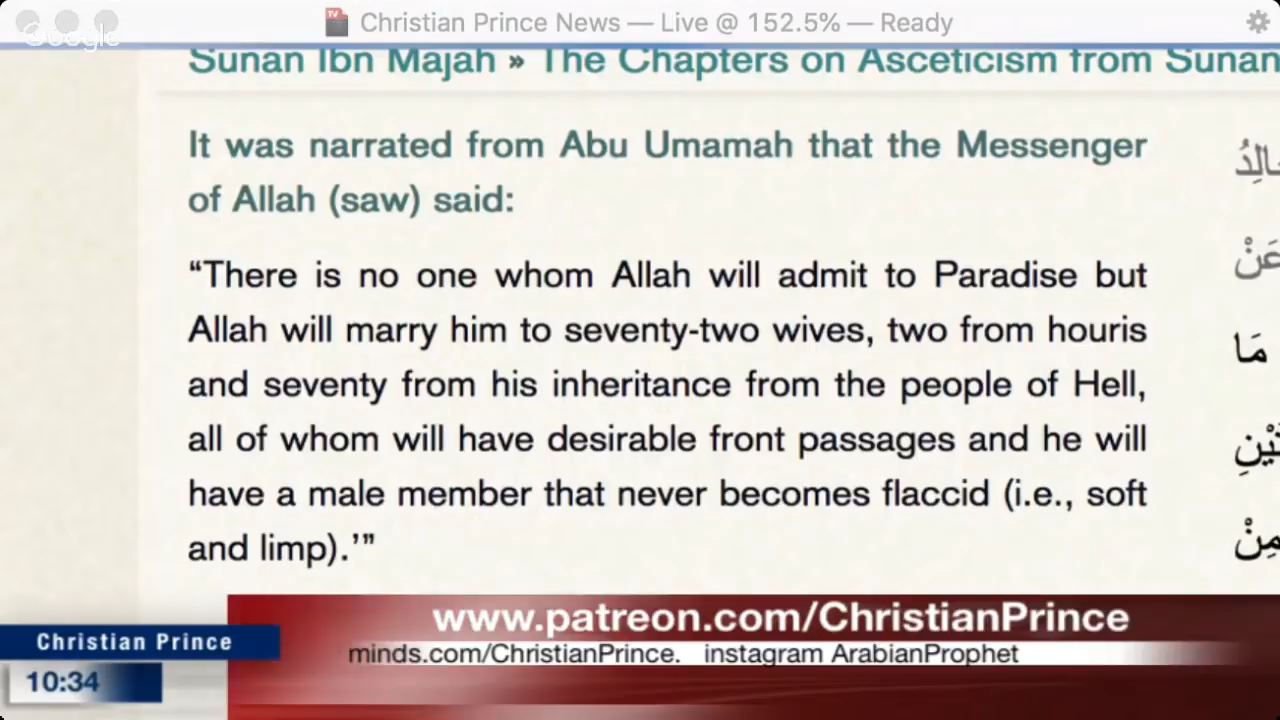 Christian Prince News — Live @ 152.5% — Ready
Google
Sunan Ibn Majah » The Chapters on Asceticism from Sunan
It was narrated from Abu Umamah that the Messenger
of Allah (saw) said:
“There is no one whom Allah will admit to Paradise but
Allah will marry him to seventy-two wives, two from houris
and seventy from his inheritance from the people of Hell,
all of whom will have desirable front passages and he will
have a male member that never becomes flaccid (i.e., soft
and limp).’”
عَنْ
مَا
مِنْ
www.patreon.com/ChristianPrince
Christian Prince
minds.com/ChristianPrince. instagram ArabianProphet
10:34